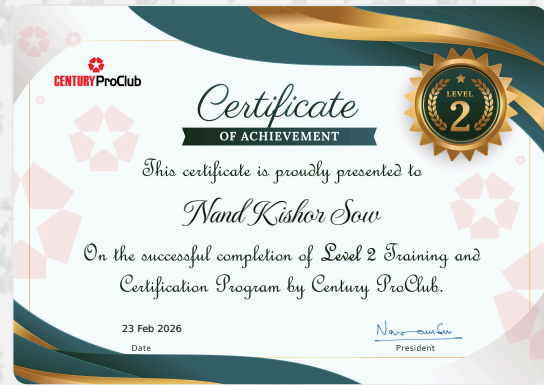 CENTURY ProClub
LEVEL
2
Certificate
OF ACHIEVEMENT
This certificate is proudly presented to
Nand Kishor Sow
On the successful completion of Level 2 Training and
Certification Program by Century ProClub.
23 Feb 2026
Date
President